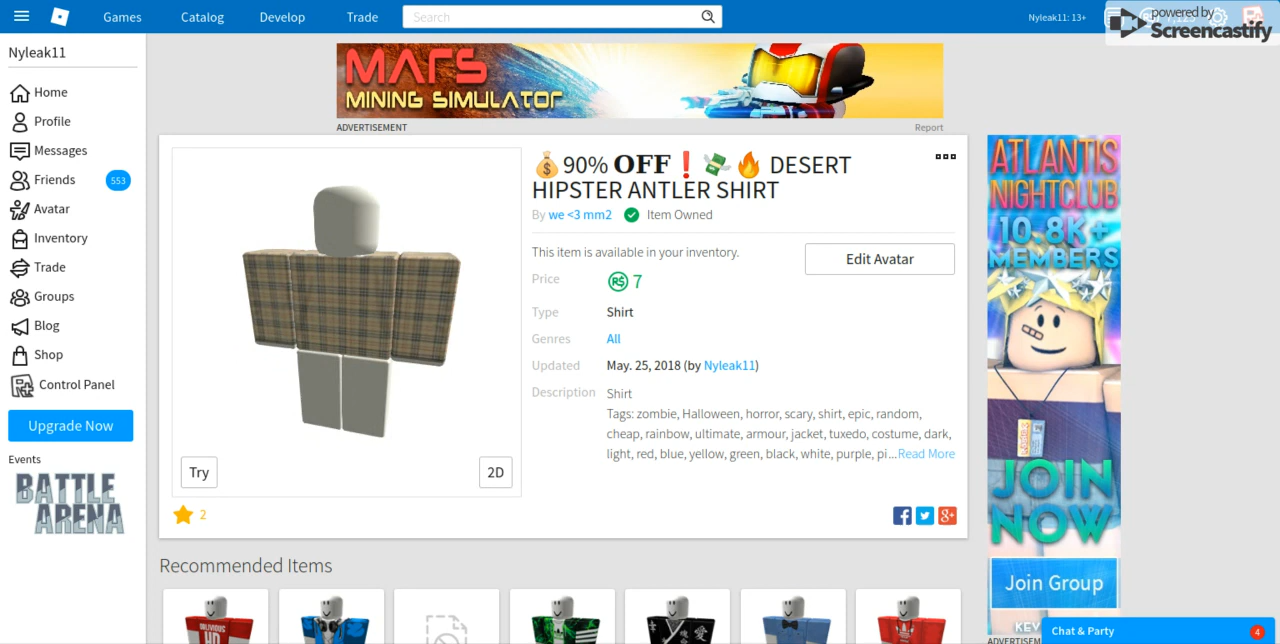 Games
Catalog
Develop
Trade
Search
Nyleak11: 13+
powered by
Screencastify
Nyleak11
Home
Profile
Messages
Friends
553
Avatar
Inventory
Trade
Groups
Blog
Shop
Control Panel
Upgrade Now
Events
BATTLE
ARENA
MARS
MINING SIMULATOR
ADVERTISEMENT
Report
💰90% OFF❗💸🔥 DESERT
HIPSTER ANTLER SHIRT
By we <3 mm2
Item Owned
This item is available in your inventory.
Edit Avatar
Price
R$ 7
Type
Shirt
Genres
All
Updated
May. 25, 2018 (by Nyleak11)
Description
Shirt
Tags: zombie, Halloween, horror, scary, shirt, epic, random,
cheap, rainbow, ultimate, armour, jacket, tuxedo, costume, dark,
light, red, blue, yellow, green, black, white, purple, pi...Read More
Try
2D
2
Recommended Items
OBLIVIOUS
HD
ATLANTIS
NIGHTCLUB
10.8K+
MEMBERS
JOIN
NOW
Join Group
KEV
ADVERTISEM
Chat & Party
4